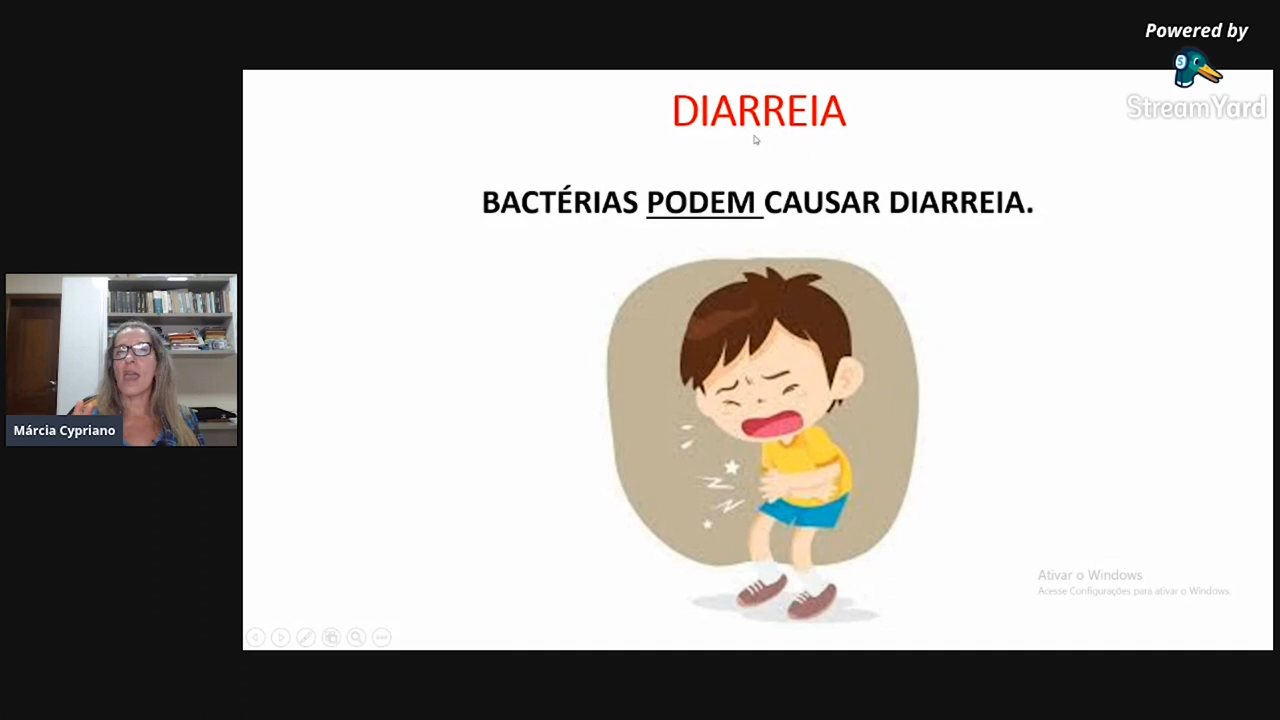 Powered by
StreamYard
DIARREIA
BACTÉRIAS PODEM CAUSAR DIARREIA.
Márcia Cypriano
Ativar o Windows
Acesse Configurações para ativar o Windows.